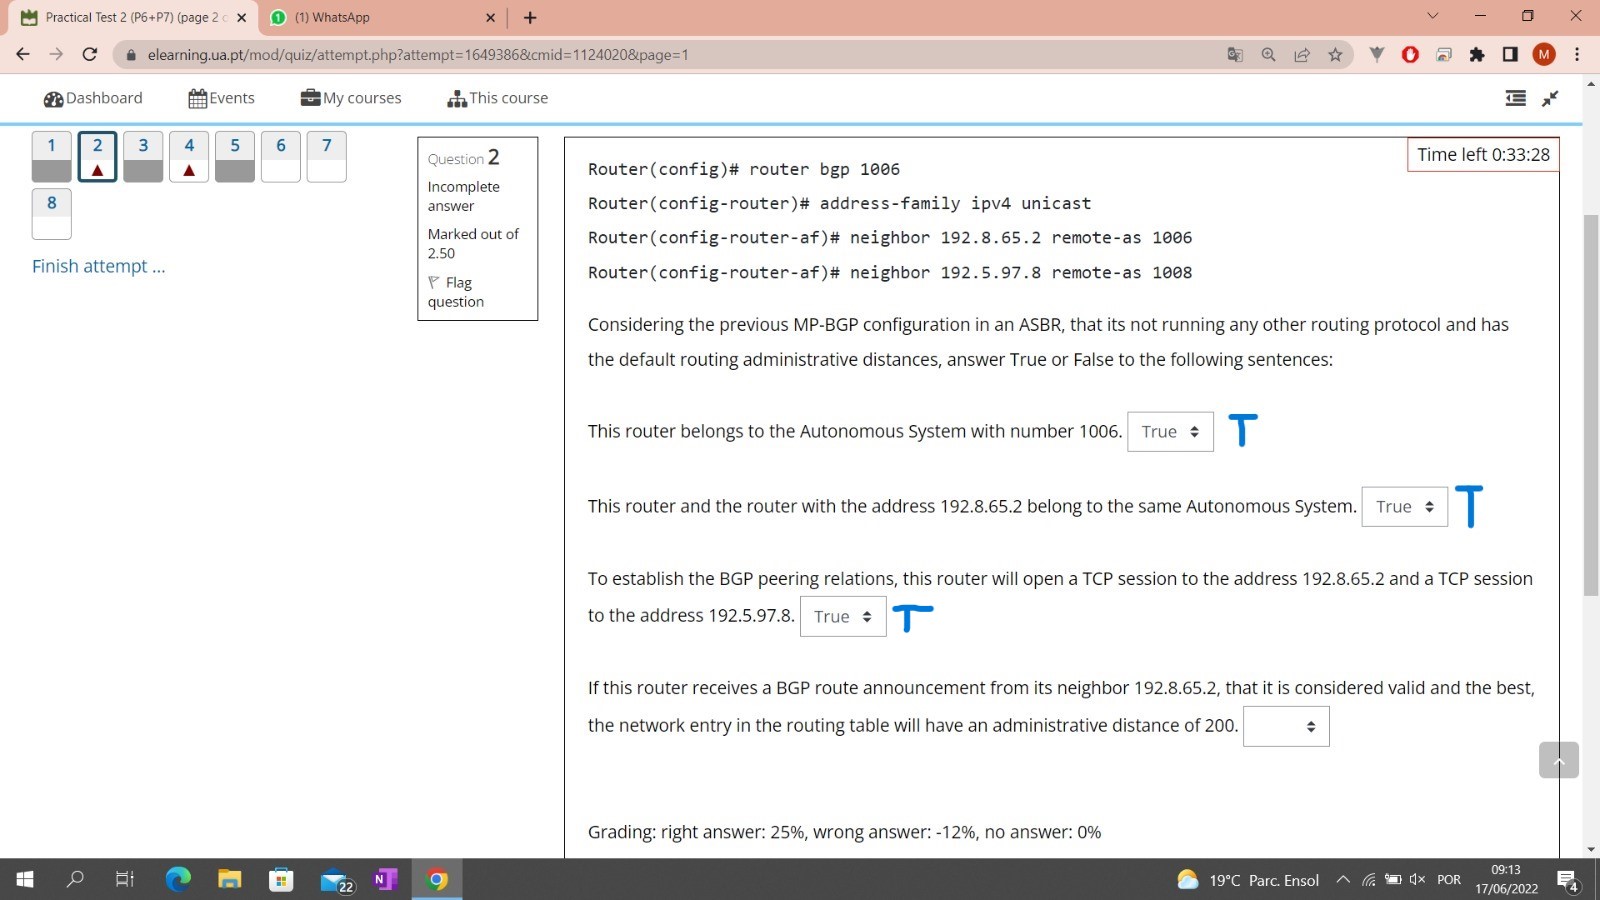 Practical Test 2 (P6+P7) (page 2 o
(1) WhatsApp
elearning.ua.pt/mod/quiz/attempt.php?attempt=1649386&cmid=1124020&page=1
M
Dashboard
Events
My courses
This course
1 2 3 4 5 6 7
8
Finish attempt ...
Question 2
Incomplete
answer
Marked out of
2.50
Flag
question
Time left 0:33:28
Router(config)# router bgp 1006
Router(config-router)# address-family ipv4 unicast
Router(config-router-af)# neighbor 192.8.65.2 remote-as 1006
Router(config-router-af)# neighbor 192.5.97.8 remote-as 1008
Considering the previous MP-BGP configuration in an ASBR, that its not running any other routing protocol and has
the default routing administrative distances, answer True or False to the following sentences:
This router belongs to the Autonomous System with number 1006. True T
This router and the router with the address 192.8.65.2 belong to the same Autonomous System. True T
To establish the BGP peering relations, this router will open a TCP session to the address 192.8.65.2 and a TCP session
to the address 192.5.97.8. True T
If this router receives a BGP route announcement from its neighbor 192.8.65.2, that it is considered valid and the best,
the network entry in the routing table will have an administrative distance of 200.
Grading: right answer: 25%, wrong answer: -12%, no answer: 0%
22
N
19°C Parc. Ensol
POR
09:13
17/06/2022
4